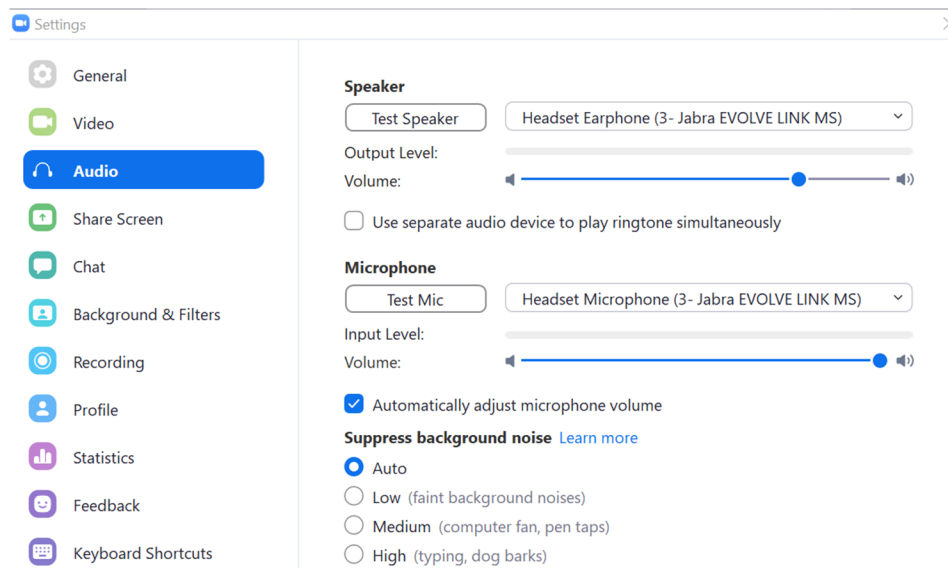 Settings
General
Video
Audio
Share Screen
Chat
Background & Filters
Recording
Profile
Statistics
Feedback
Keyboard Shortcuts
Speaker
Test Speaker
Headset Earphone (3- Jabra EVOLVE LINK MS)
Output Level:
Volume:
Use separate audio device to play ringtone simultaneously
Microphone
Test Mic
Headset Microphone (3- Jabra EVOLVE LINK MS)
Input Level:
Volume:
Automatically adjust microphone volume
Suppress background noise Learn more
Auto
Low (faint background noises)
Medium (computer fan, pen taps)
High (typing, dog barks)